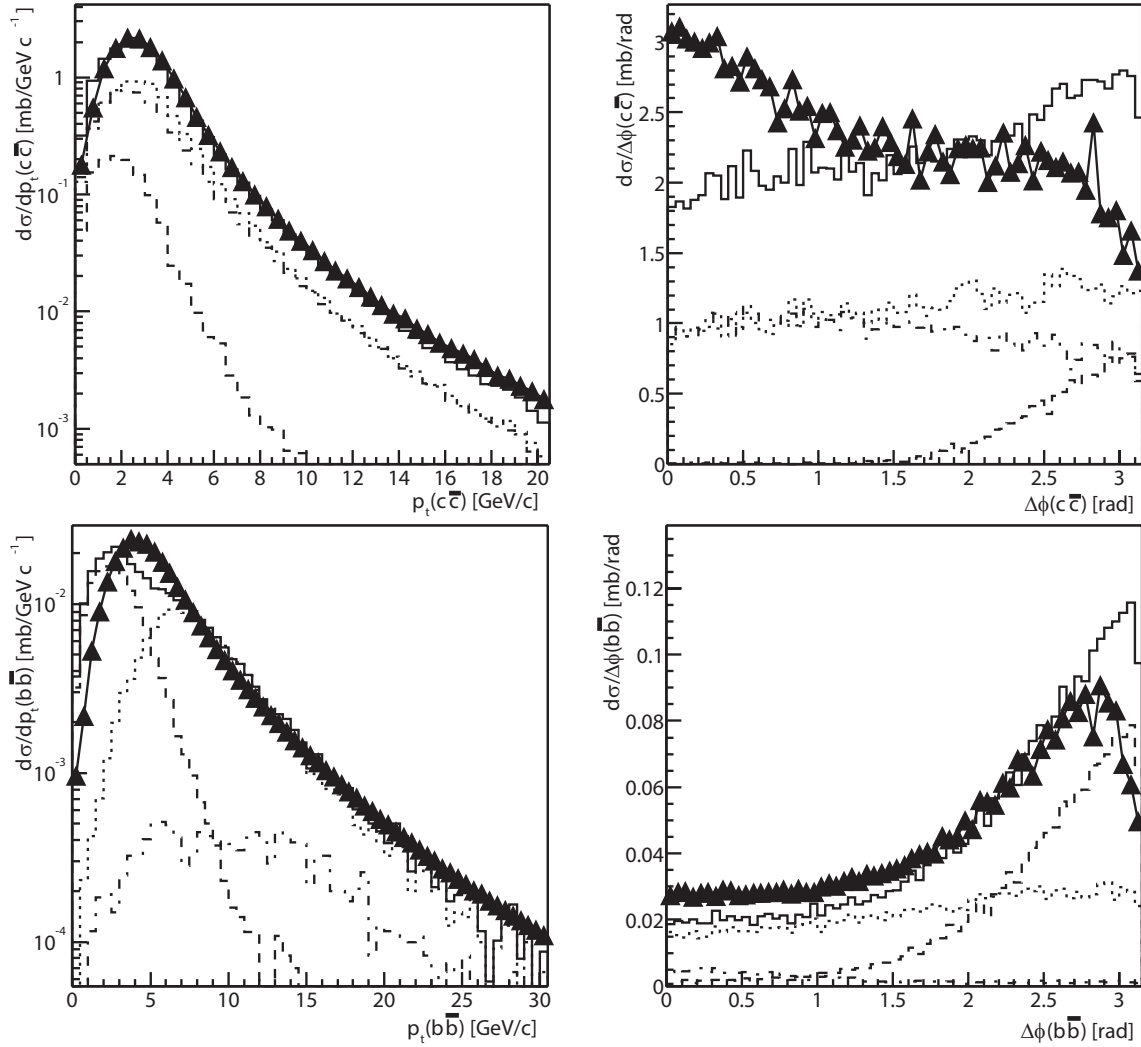 dσ/dpt(cc̅) [mb/GeV c⁻¹]
1
10⁻¹
10⁻²
10⁻³
0 2 4 6 8 10 12 14 16 18 20
pt(cc̅) [GeV/c]
dσ/Δϕ(cc̅) [mb/rad
3
2.5
2
1.5
1
0.5
0
0 0.5 1 1.5 2 2.5 3
Δϕ(cc̅) [rad]
dσ/dpt(bb̅) [mb/GeV c⁻¹]
10⁻²
10⁻³
10⁻⁴
0 5 10 15 20 25 30
pt(bb̅) [GeV/c]
dσ/Δϕ(bb̅) [mb/rad
0.12
0.1
0.08
0.06
0.04
0.02
0
0 0.5 1 1.5 2 2.5 3
Δϕ(bb̅) [rad]